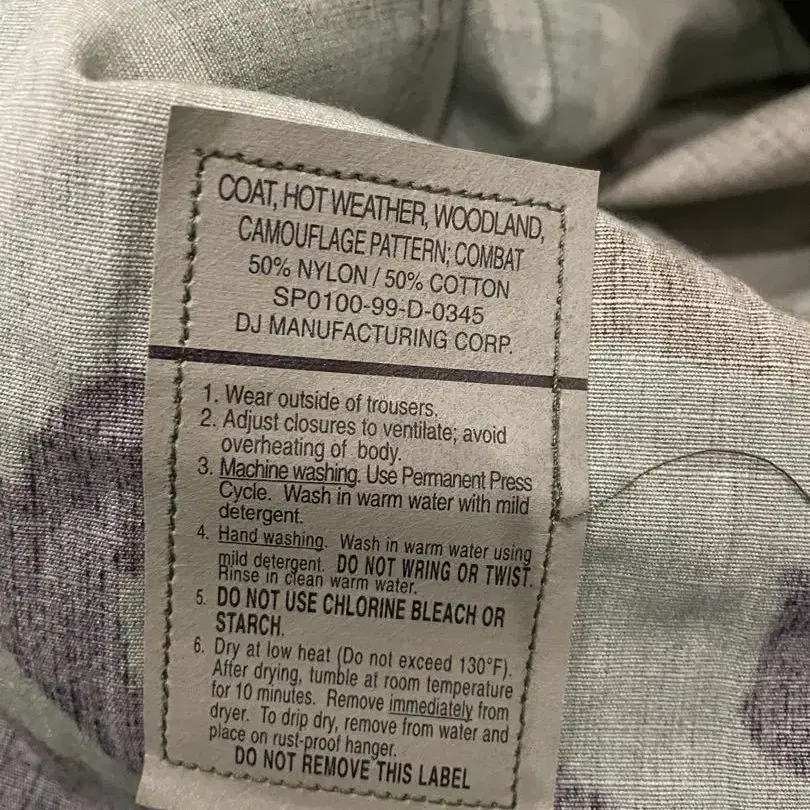 COAT, HOT WEATHER, WOODLAND,
CAMOUFLAGE PATTERN; COMBAT
50% NYLON / 50% COTTON
SP0100-99-D-0345
DJ MANUFACTURING CORP.
1. Wear outside of trousers.
2. Adjust closures to ventilate; avoid
overheating of body.
3. Machine washing. Use Permanent Press
Cycle. Wash in warm water with mild
detergent.
4. Hand washing. Wash in warm water using
mild detergent. DO NOT WRING OR TWIST.
Rinse in clean warm water.
5. DO NOT USE CHLORINE BLEACH OR
STARCH.
6. Dry at low heat (Do not exceed 130°F).
After drying, tumble at room temperature
for 10 minutes. Remove immediately from
dryer. To drip dry, remove from water and
place on rust-proof hanger.
DO NOT REMOVE THIS LABEL